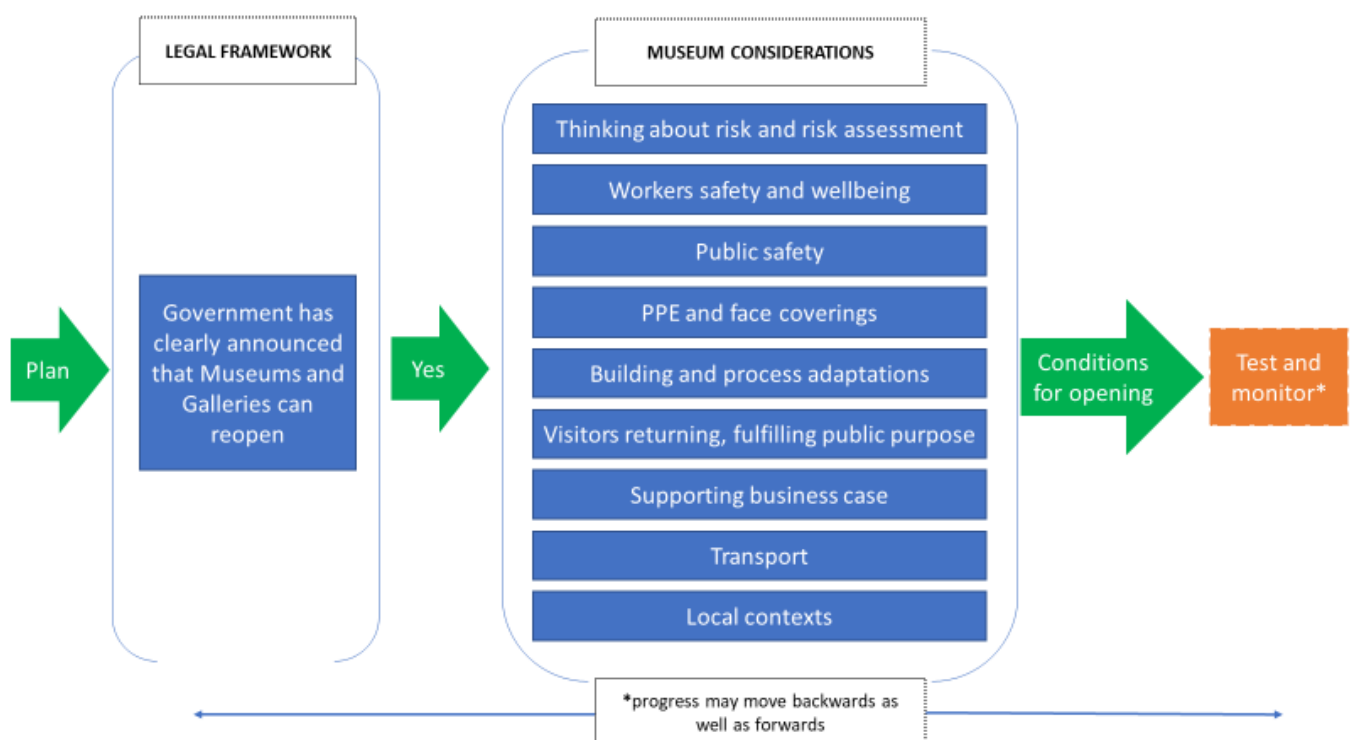 LEGAL FRAMEWORK
MUSEUM CONSIDERATIONS
Plan
Government has
clearly announced
that Museums and
Galleries can
reopen
Yes
Thinking about risk and risk assessment
Workers safety and wellbeing
Public safety
PPE and face coverings
Building and process adaptations
Visitors returning, fulfilling public purpose
Supporting business case
Transport
Local contexts
Conditions
for opening
Test and
monitor*
*progress may move backwards as
well as forwards